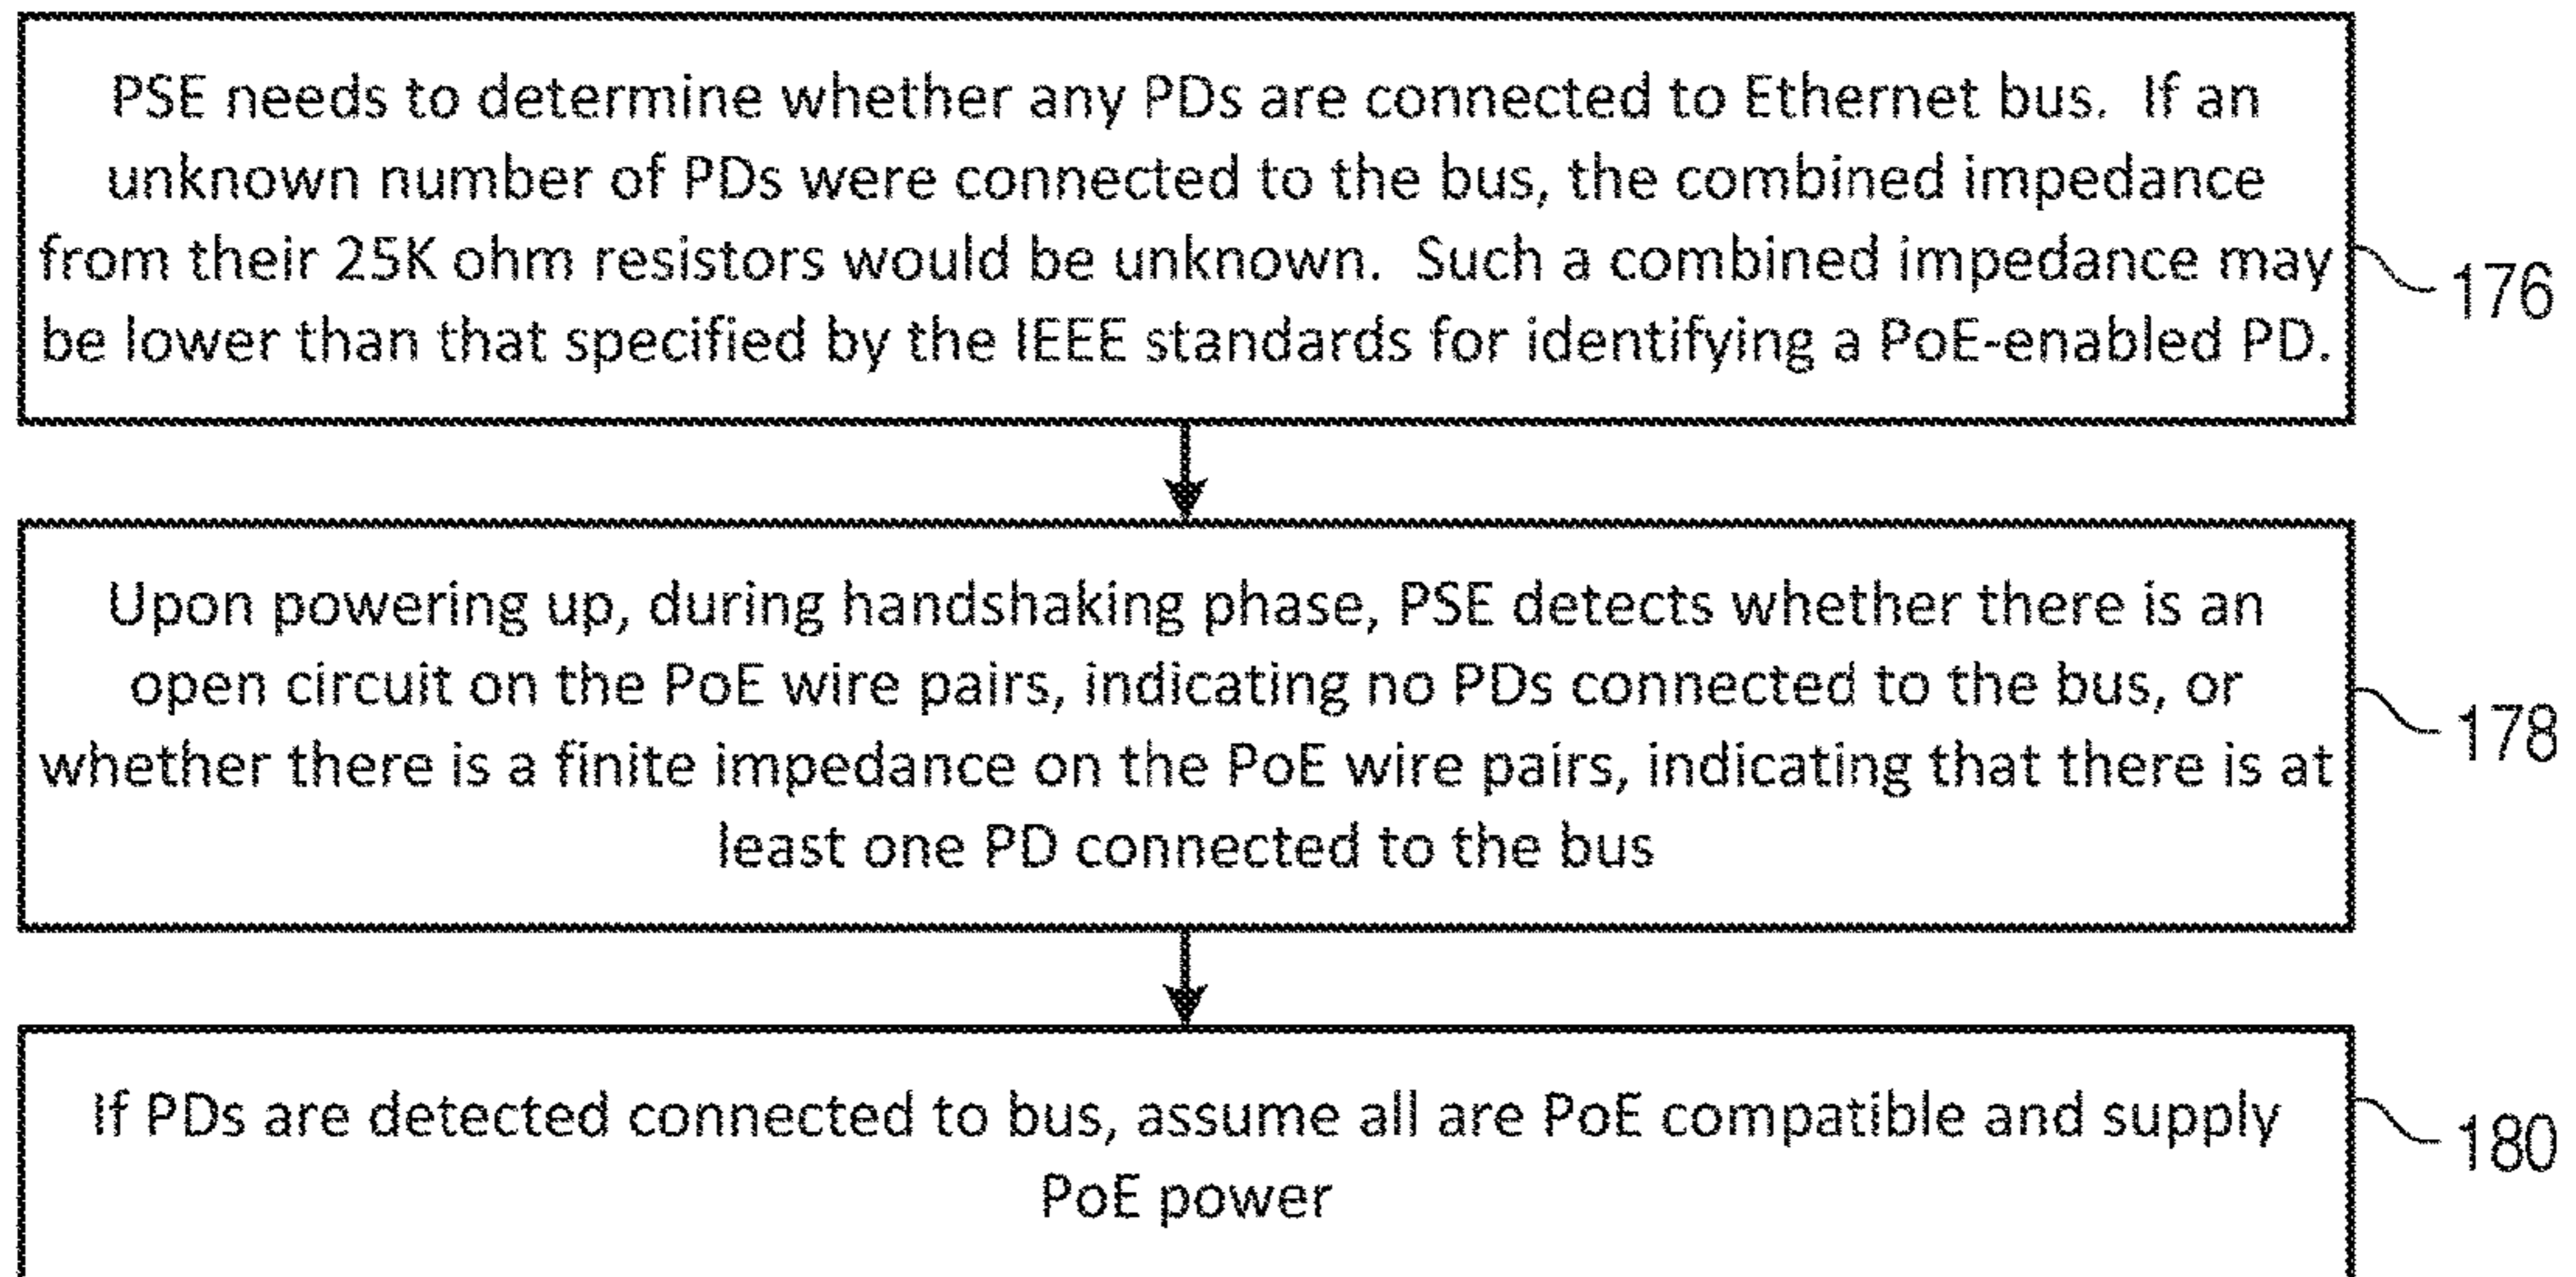 PSE needs to determine whether any PDs are connected to Ethernet bus.  If an
unknown number of PDs were connected to the bus, the combined impedance
from their 25K ohm resistors would be unknown.  Such a combined impedance may
be lower than that specified by the IEEE standards for identifying a PoE-enabled PD.
176
Upon powering up, during handshaking phase, PSE detects whether there is an
open circuit on the PoE wire pairs, indicating no PDs connected to the bus, or
whether there is a finite impedance on the PoE wire pairs, indicating that there is at
least one PD connected to the bus
178
If PDs are detected connected to bus, assume all are PoE compatible and supply
PoE power
180